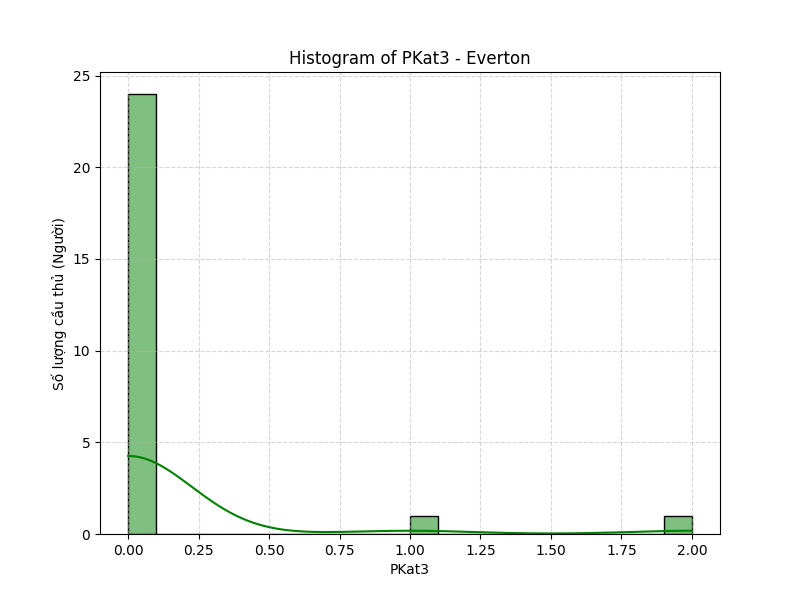 Histogram of PKat3 - Everton
Số lượng cầu thủ (Người)
25
20
15
10
5
0
0.00 0.25 0.50 0.75 1.00 1.25 1.50 1.75 2.00
PKat3